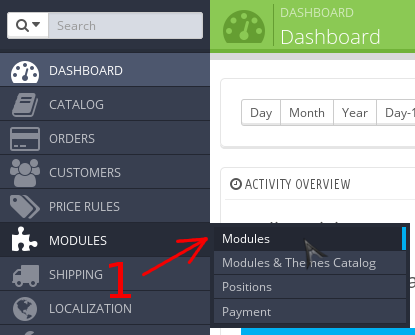 Search
DASHBOARD
Dashboard
DASHBOARD
CATALOG
ORDERS
CUSTOMERS
PRICE RULES
MODULES
SHIPPING
LOCALIZATION
Day Month Year Day-1
ACTIVITY OVERVIEW
1
Modules
Modules & Themes Catalog
Positions
Payment